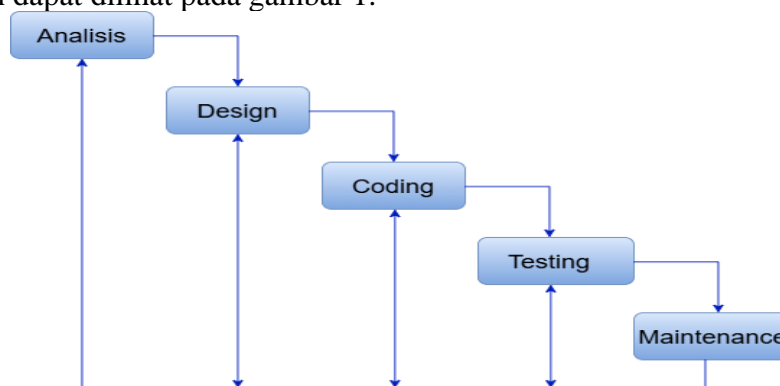 dapat dilihat pada gambar 1.
Analisis
Design
Coding
Testing
Maintenance